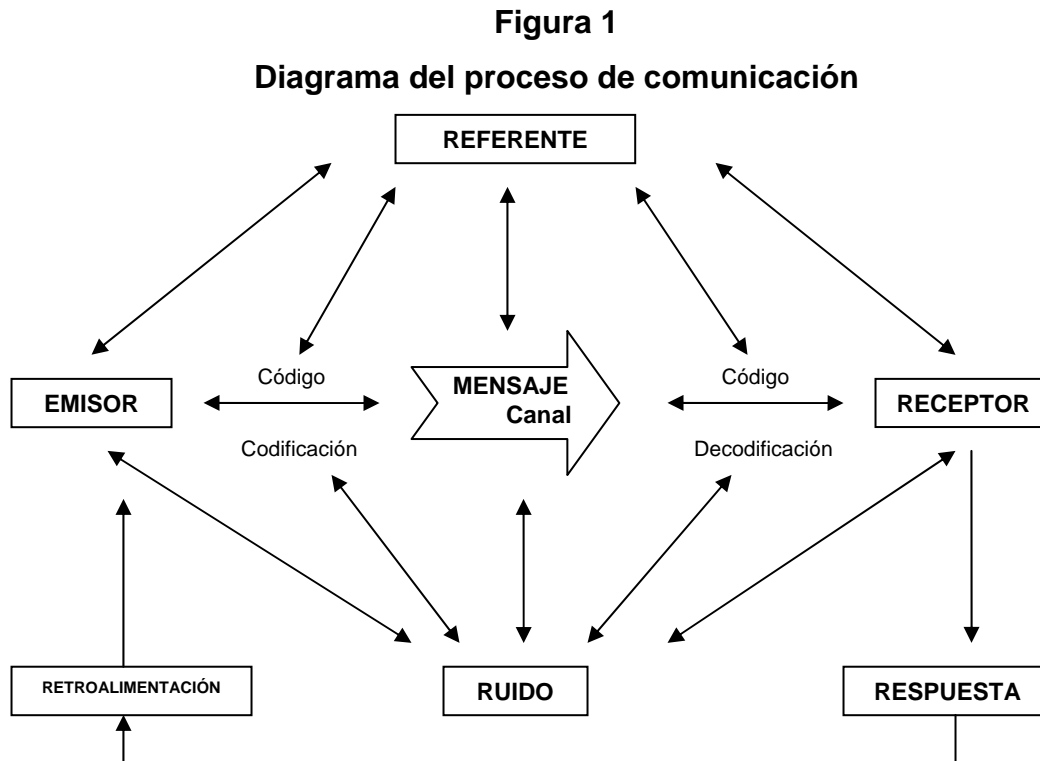 Figura 1
Diagrama del proceso de comunicación
REFERENTE
Código
Código
EMISOR
MENSAJE
Canal
RECEPTOR
Codificación
Decodificación
RETROALIMENTACIÓN
RUIDO
RESPUESTA